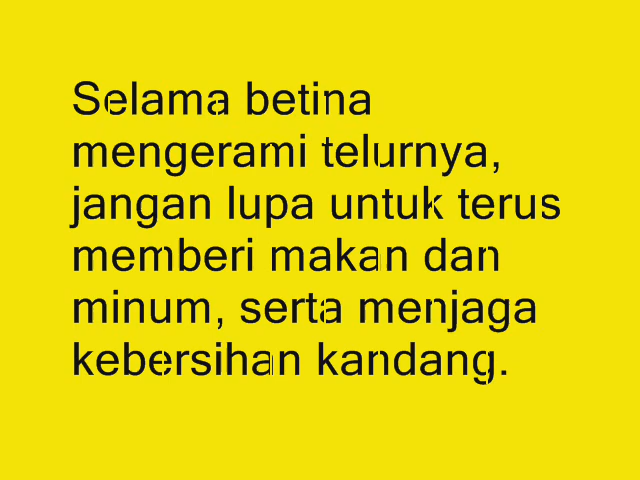 Selama betina
mengerami telurnya,
jangan lupa untuk terus
memberi makan dan
minum, serta menjaga
kebersihan kandang.